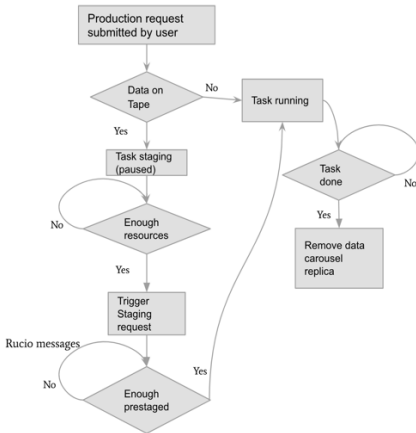 Production request
submitted by user
Data on
Tape
No
Task running
Yes
Task staging
(paused)
Task
done
No
Enough
resources
No
Yes
Remove data
carousel
replica
Yes
Trigger
Staging
request
Rucio messages
Yes
No
Enough
prestaged